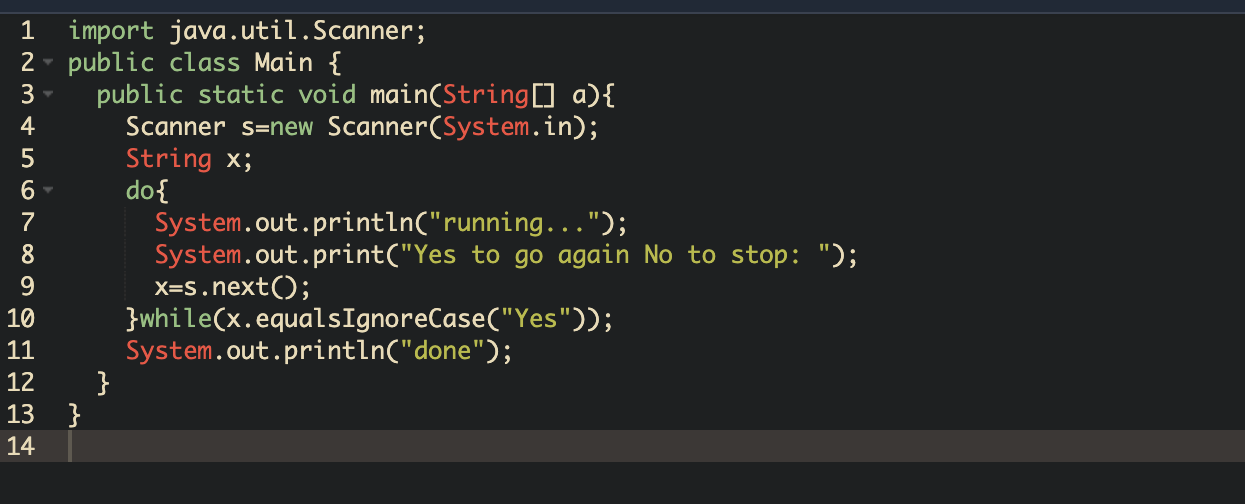 1 import java.util.Scanner;
2 public class Main {
3   public static void main(String[] a){
4     Scanner s=new Scanner(System.in);
5     String x;
6     do{
7       System.out.println("running...");
8       System.out.print("Yes to go again No to stop: ");
9       x=s.next();
10     }while(x.equalsIgnoreCase("Yes"));
11     System.out.println("done");
12   }
13 }
14